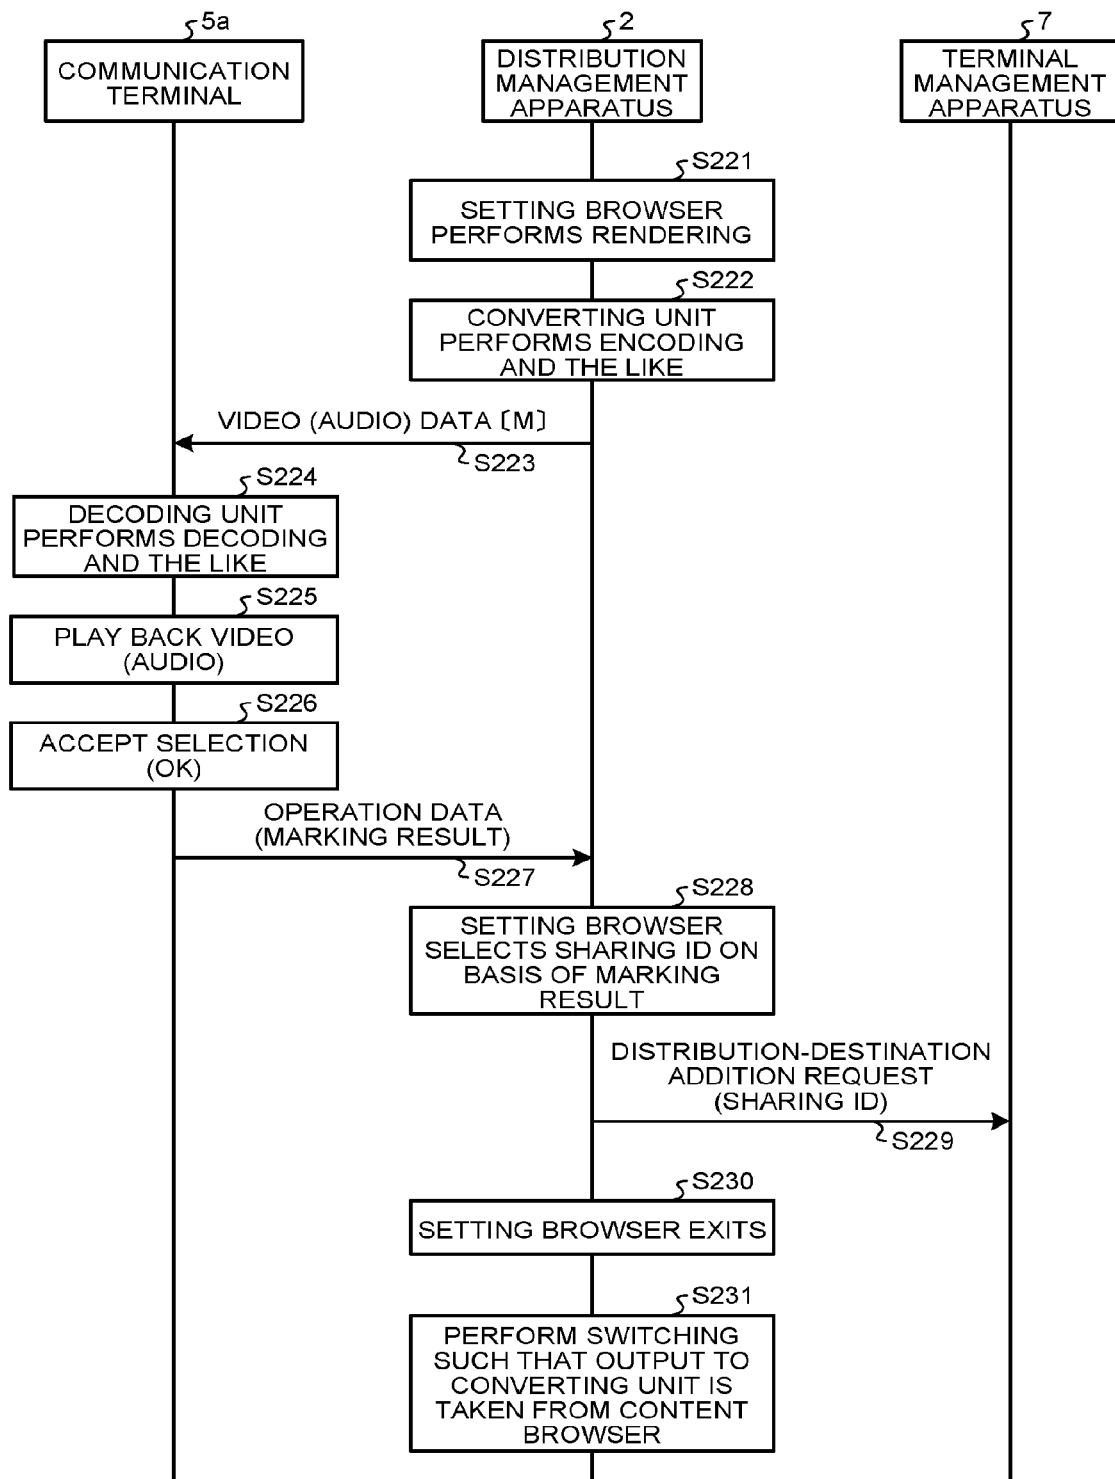 5a
2
7
COMMUNICATION
TERMINAL
DISTRIBUTION
MANAGEMENT
APPARATUS
TERMINAL
MANAGEMENT
APPARATUS
S221
SETTING BROWSER
PERFORMS RENDERING
S222
CONVERTING UNIT
PERFORMS ENCODING
AND THE LIKE
VIDEO (AUDIO) DATA〔M〕
S223
S224
DECODING UNIT
PERFORMS DECODING
AND THE LIKE
S225
PLAY BACK VIDEO
(AUDIO)
S226
ACCEPT SELECTION
(OK)
OPERATION DATA
(MARKING RESULT)
S227
S228
SETTING BROWSER
SELECTS SHARING ID ON
BASIS OF MARKING
RESULT
DISTRIBUTION-DESTINATION
ADDITION REQUEST
(SHARING ID)
S229
S230
SETTING BROWSER EXITS
S231
PERFORM SWITCHING
SUCH THAT OUTPUT TO
CONVERTING UNIT IS
TAKEN FROM CONTENT
BROWSER